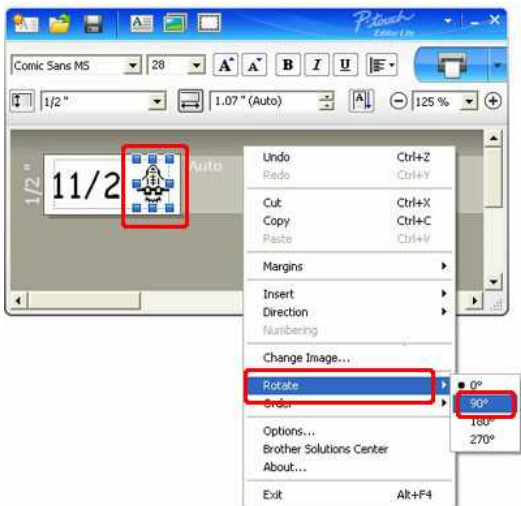 P-touch
Editor Lite
Comic Sans MS 28 A A B I U
1/2" 1.07" (Auto) A 125 %
1/2" 11/2 Auto
Undo Ctrl+Z
Redo Ctrl+Y
Cut Ctrl+X
Copy Ctrl+C
Paste Ctrl+V
Margins
Insert
Direction
Numbering
Change Image...
Rotate
Order
0°
90°
180°
270°
Options...
Brother Solutions Center
About...
Exit Alt+F4